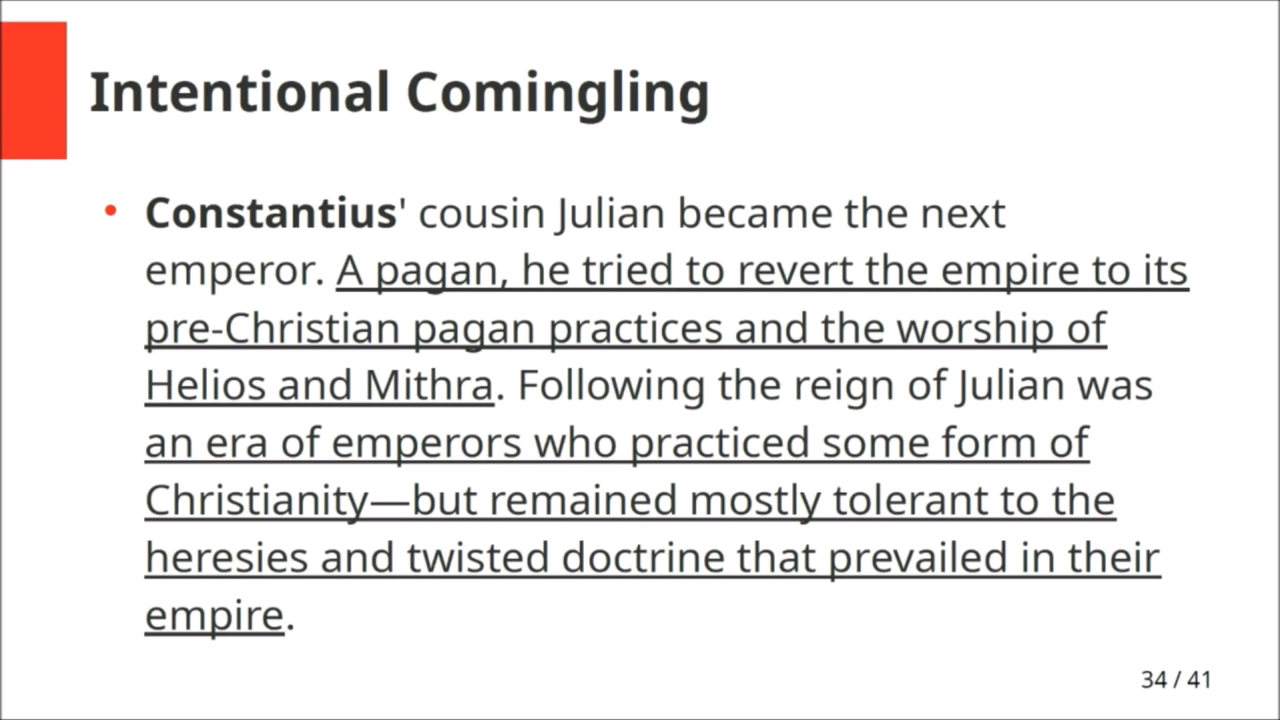 Intentional Comingling
• Constantius' cousin Julian became the next
emperor. A pagan, he tried to revert the empire to its
pre-Christian pagan practices and the worship of
Helios and Mithra. Following the reign of Julian was
an era of emperors who practiced some form of
Christianity—but remained mostly tolerant to the
heresies and twisted doctrine that prevailed in their
empire.
34 / 41